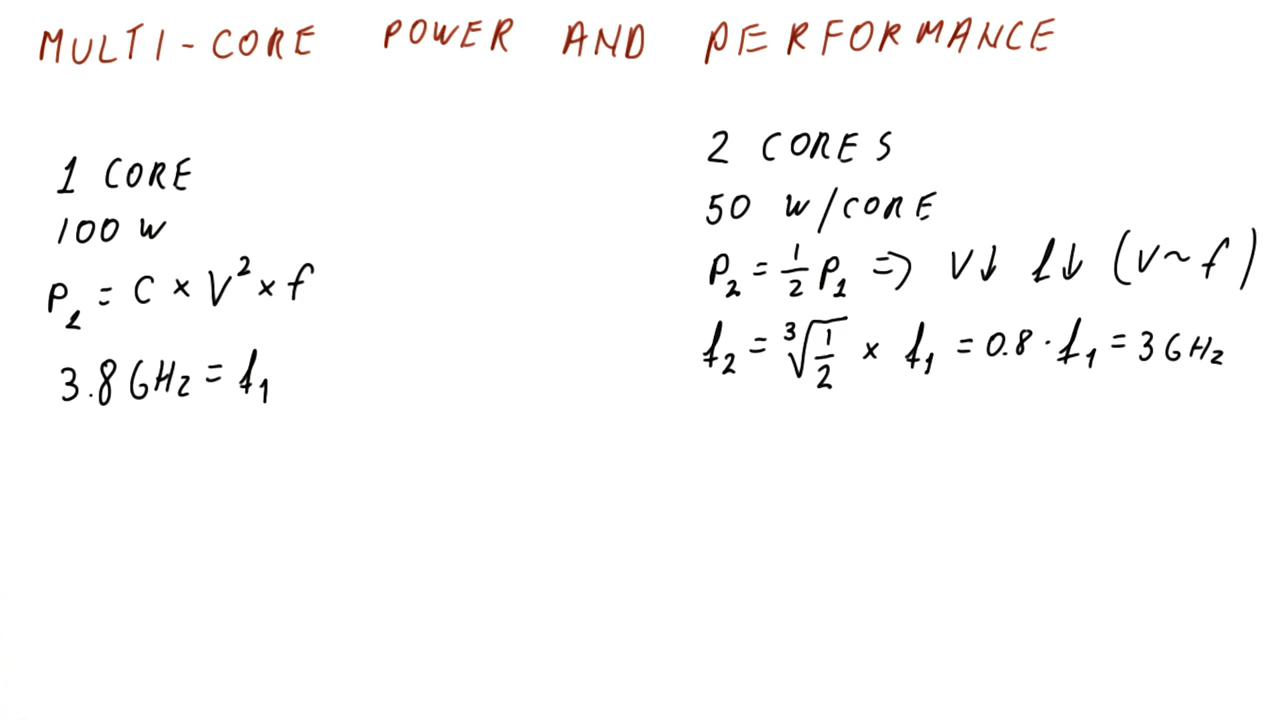 MULTI-CORE POWER AND PERFORMANCE
1 CORE
100 W
P₁ = C × V² × f
3.8 GHz = f₁
2 CORES
50 W/CORE
P₂ = 1/2 P₁ ⇒ V↓ f↓ (V ~ f)
f₂ = ∛(1/2) × f₁ = 0.8 · f₁ = 3 GHz